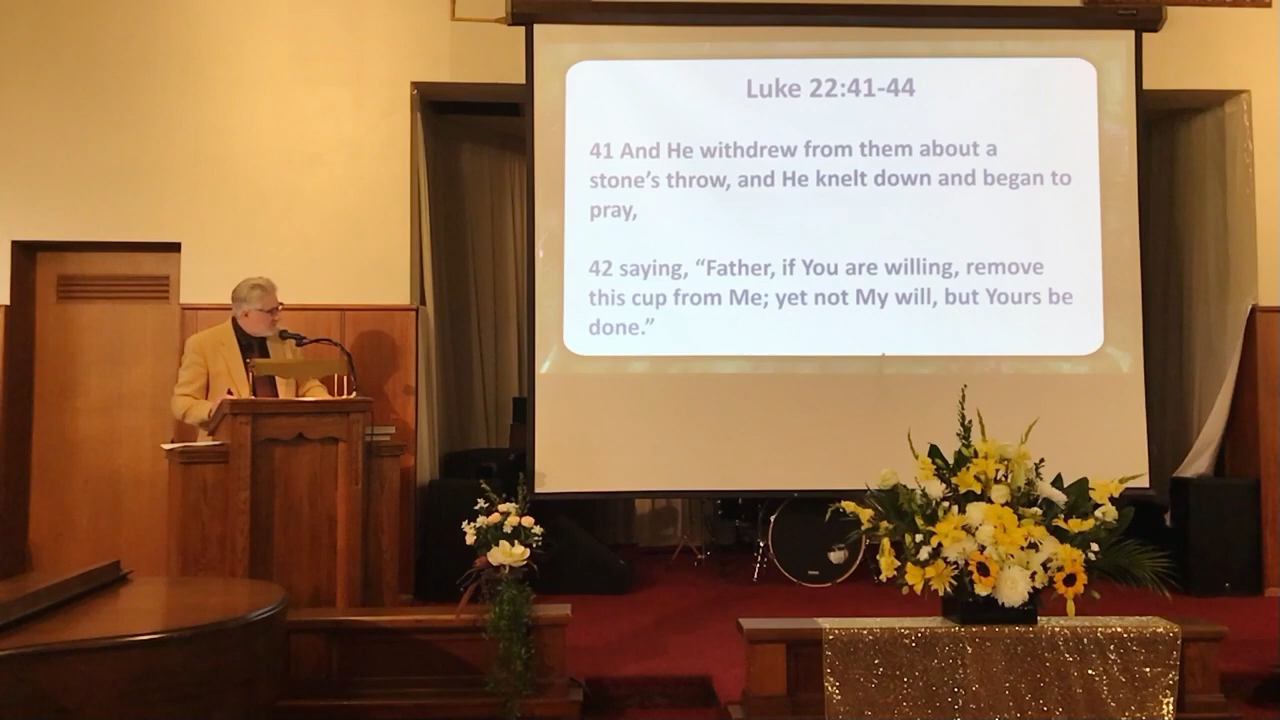 Luke 22:41-44
41 And He withdrew from them about a
stone’s throw, and He knelt down and began to
pray,
42 saying, “Father, if You are willing, remove
this cup from Me; yet not My will, but Yours be
done.”